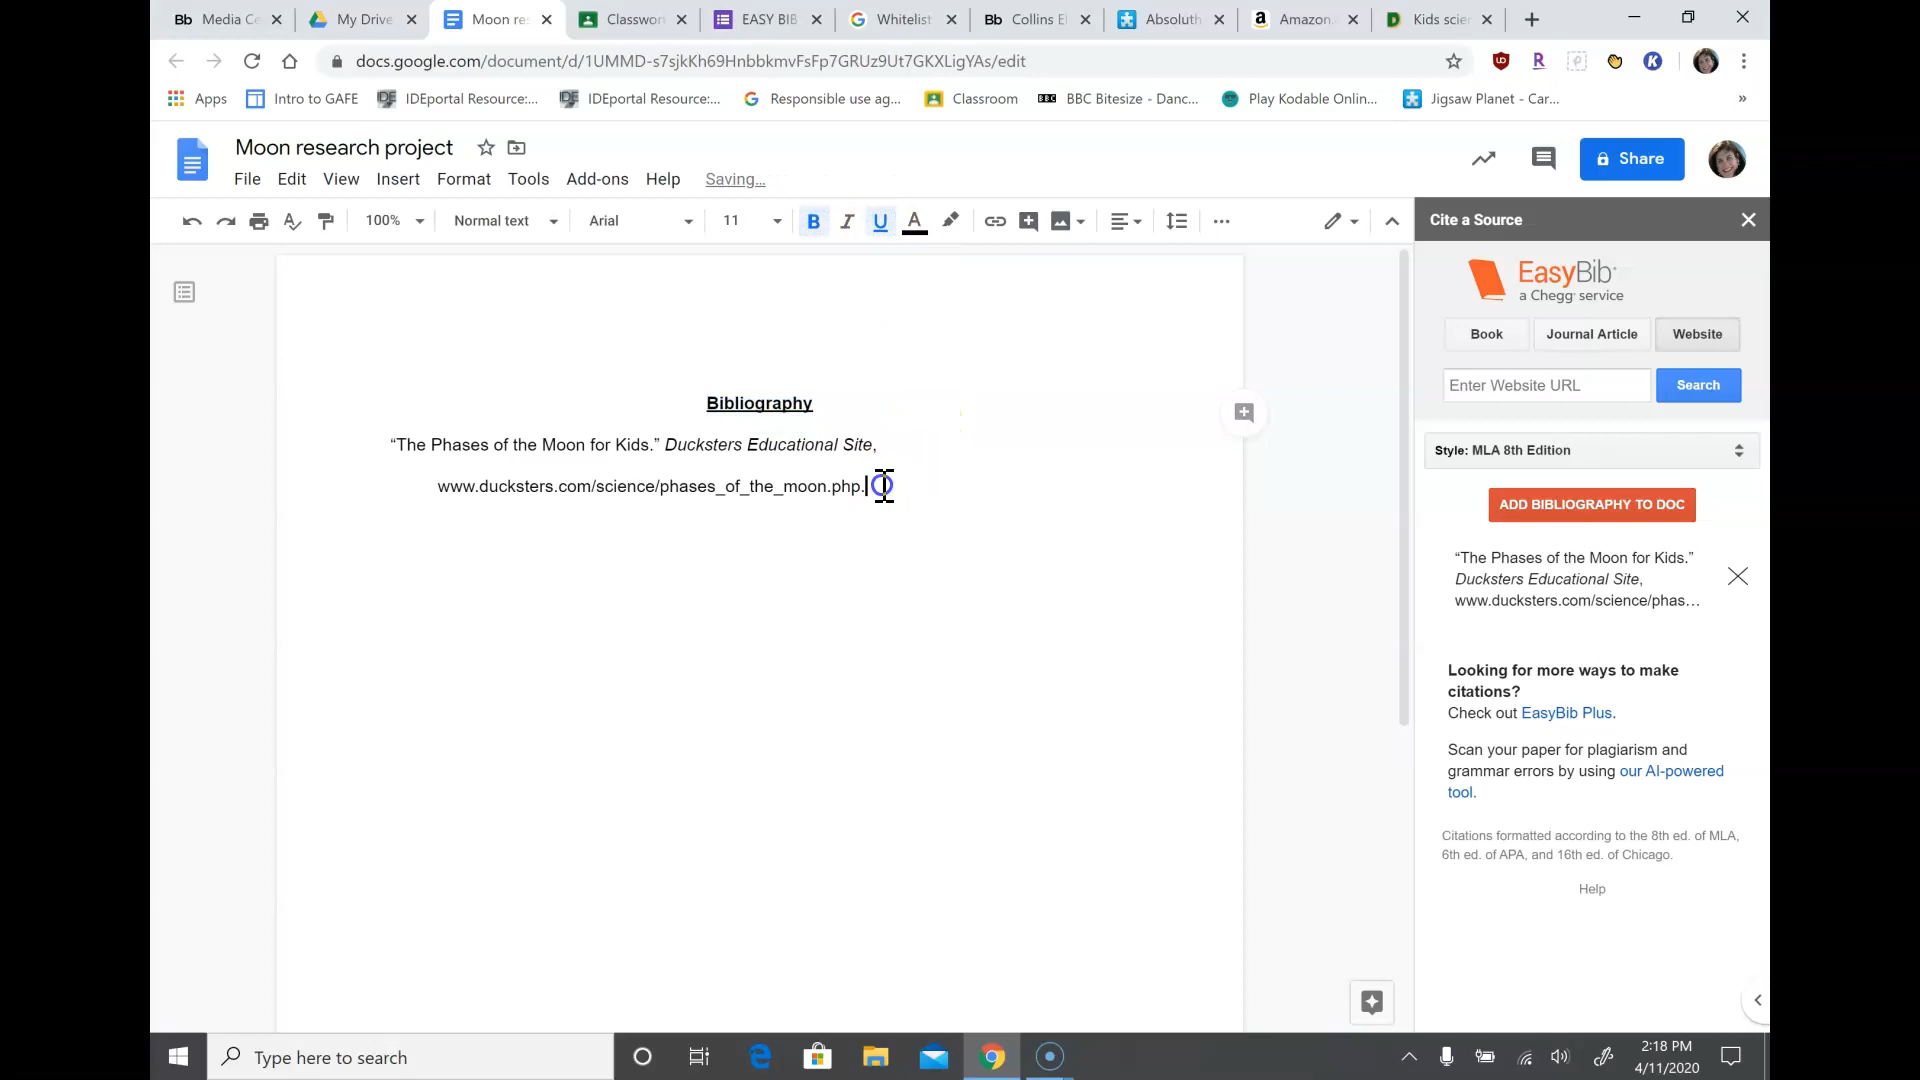 Bb Media Ce
My Drive
Moon res
Classwor
EASY BIB
Whitelist
Bb Collins El
Absoluth
a Amazon.
D Kids scien
docs.google.com/document/d/1UMMD-s7sjkKh69HnbbkmvFsFp7GRUz9Ut7GKXLigYAs/edit
Apps
Intro to GAFE
IDEportal Resource:...
IDEportal Resource:...
Responsible use ag...
Classroom
BBC BBC Bitesize - Danc...
Play Kodable Onlin...
Jigsaw Planet - Car...
»
Moon research project
Share
File Edit View Insert Format Tools Add-ons Help Saving...
100% Normal text Arial 11 B I U A
Cite a Source
EasyBib
a Chegg service
Book Journal Article Website
Enter Website URL Search
Style: MLA 8th Edition
ADD BIBLIOGRAPHY TO DOC
“The Phases of the Moon for Kids.”
Ducksters Educational Site,
www.ducksters.com/science/phas...
Looking for more ways to make
citations?
Check out EasyBib Plus.
Scan your paper for plagiarism and
grammar errors by using our AI-powered
tool.
Citations formatted according to the 8th ed. of MLA,
6th ed. of APA, and 16th ed. of Chicago.
Help
Bibliography
“The Phases of the Moon for Kids.” Ducksters Educational Site,
www.ducksters.com/science/phases_of_the_moon.php.
Type here to search
2:18 PM
4/11/2020